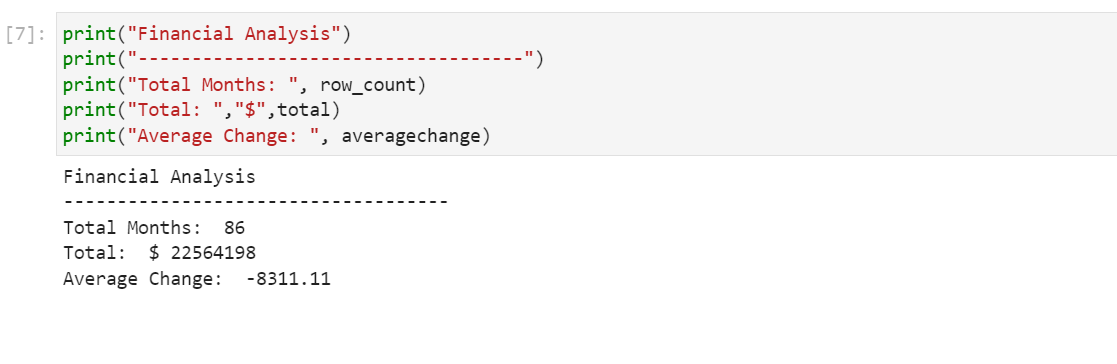 [7]: print("Financial Analysis")
print("------------------------------------")
print("Total Months: ", row_count)
print("Total: ","$",total)
print("Average Change: ", averagechange)
Financial Analysis
------------------------------------
Total Months:  86
Total:  $ 22564198
Average Change:  -8311.11